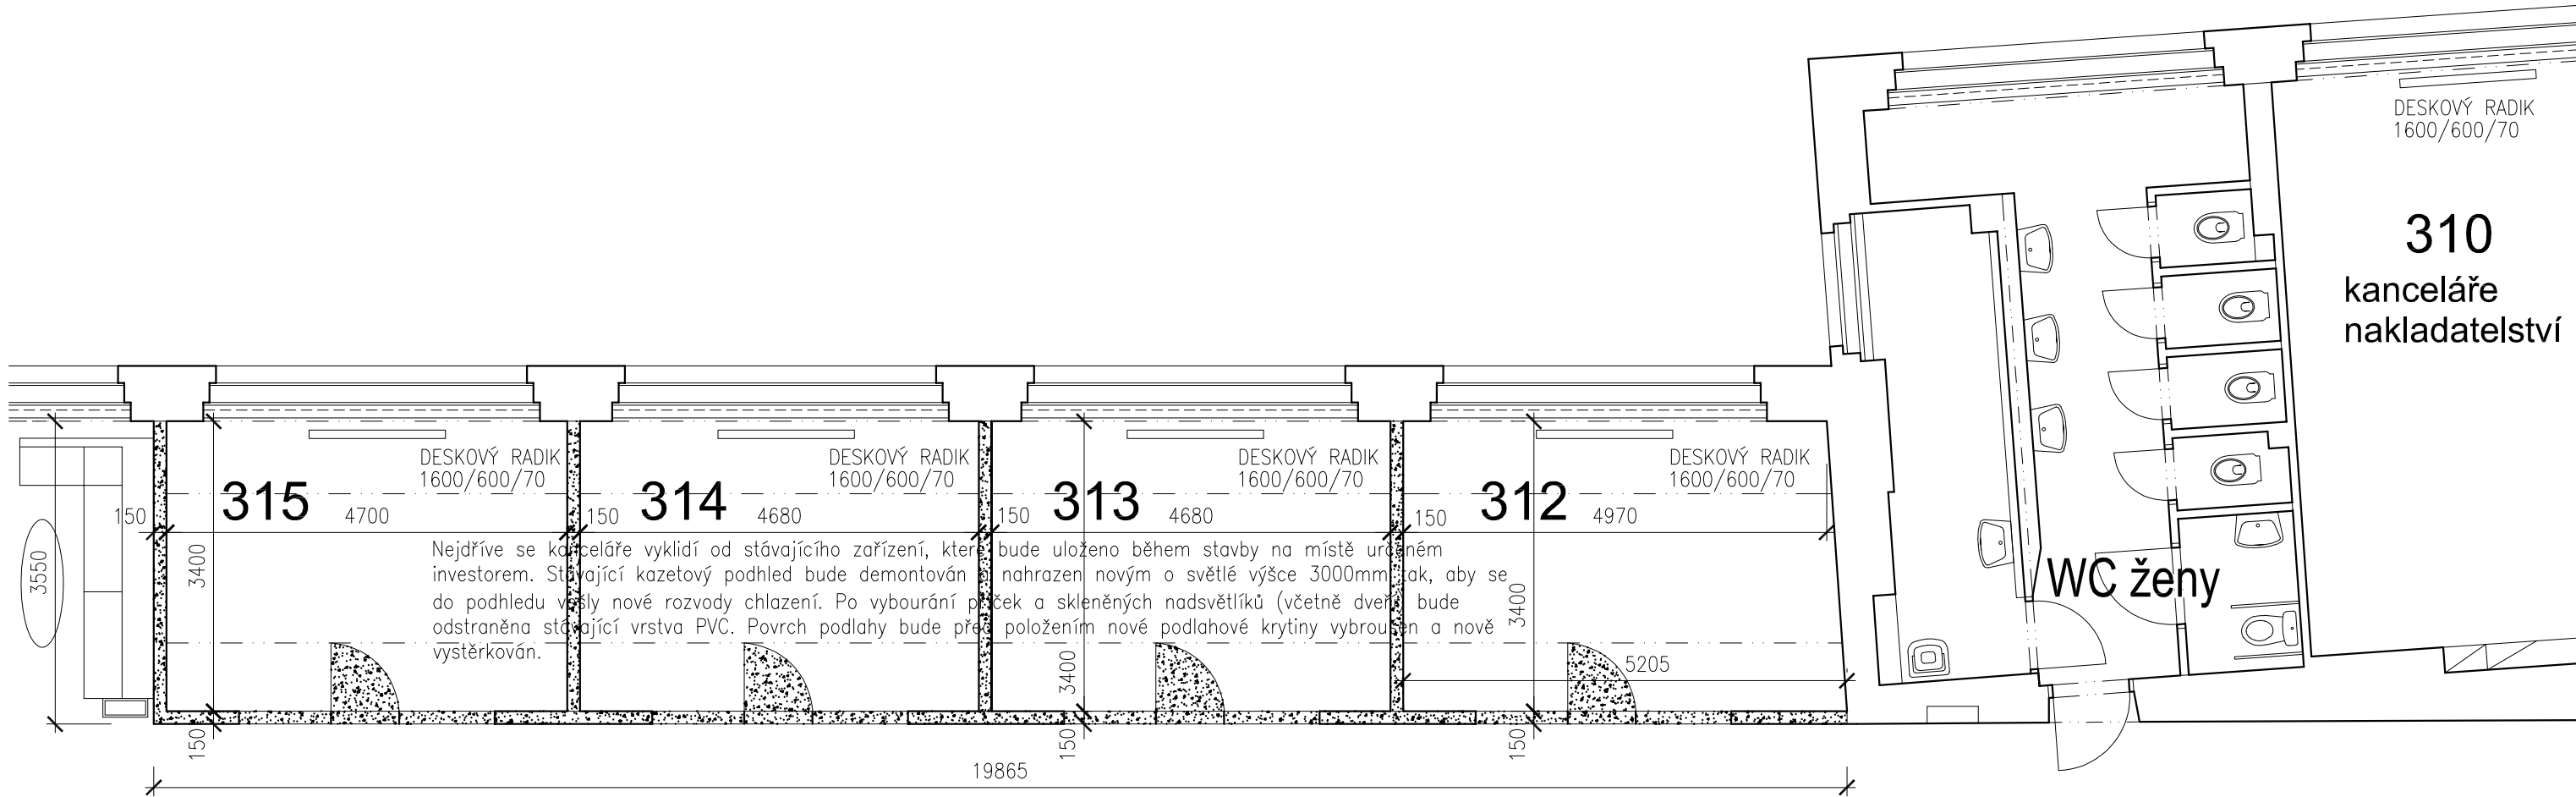 DESKOVÝ RADIK
1600/600/70
310
kanceláře
nakladatelství
DESKOVÝ RADIK
1600/600/70
DESKOVÝ RADIK
1600/600/70
DESKOVÝ RADIK
1600/600/70
DESKOVÝ RADIK
1600/600/70
315
314
313
312
150
4700
150
4680
150
4680
150
4970
3550
3400
3400
3400
Nejdříve se kanceláře vyklidí od stávajícího zařízení, které bude uloženo během stavby na místě určeném
investorem. Stávající kazetový podhled bude demontován a nahrazen novým o světlé výšce 3000mm tak, aby se
do podhledu vešly nové rozvody chlazení. Po vybourání příček a skleněných nadsvětlíků (včetně dveří) bude
odstraněna stávající vrstva PVC. Povrch podlahy bude před položením nové podlahové krytiny vybroušen a nově
vystěrkován.
WC ženy
5205
150
150
150
19865